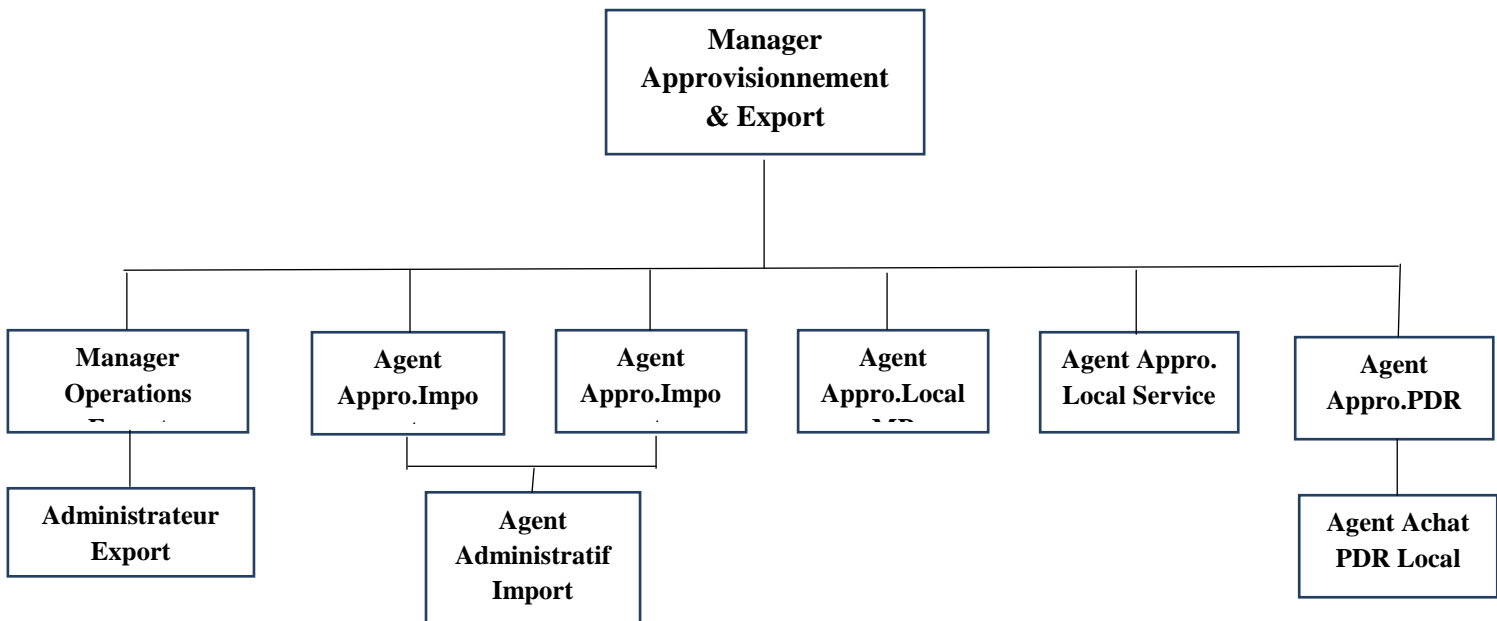 Manager
Approvisionnement
& Export
Manager
Operations
Agent
Appro.Impo
Agent
Appro.Impo
Agent
Appro.Local
Agent Appro.
Local Service
Agent
Appro.PDR
Administrateur
Export
Agent
Administratif
Import
Agent Achat
PDR Local